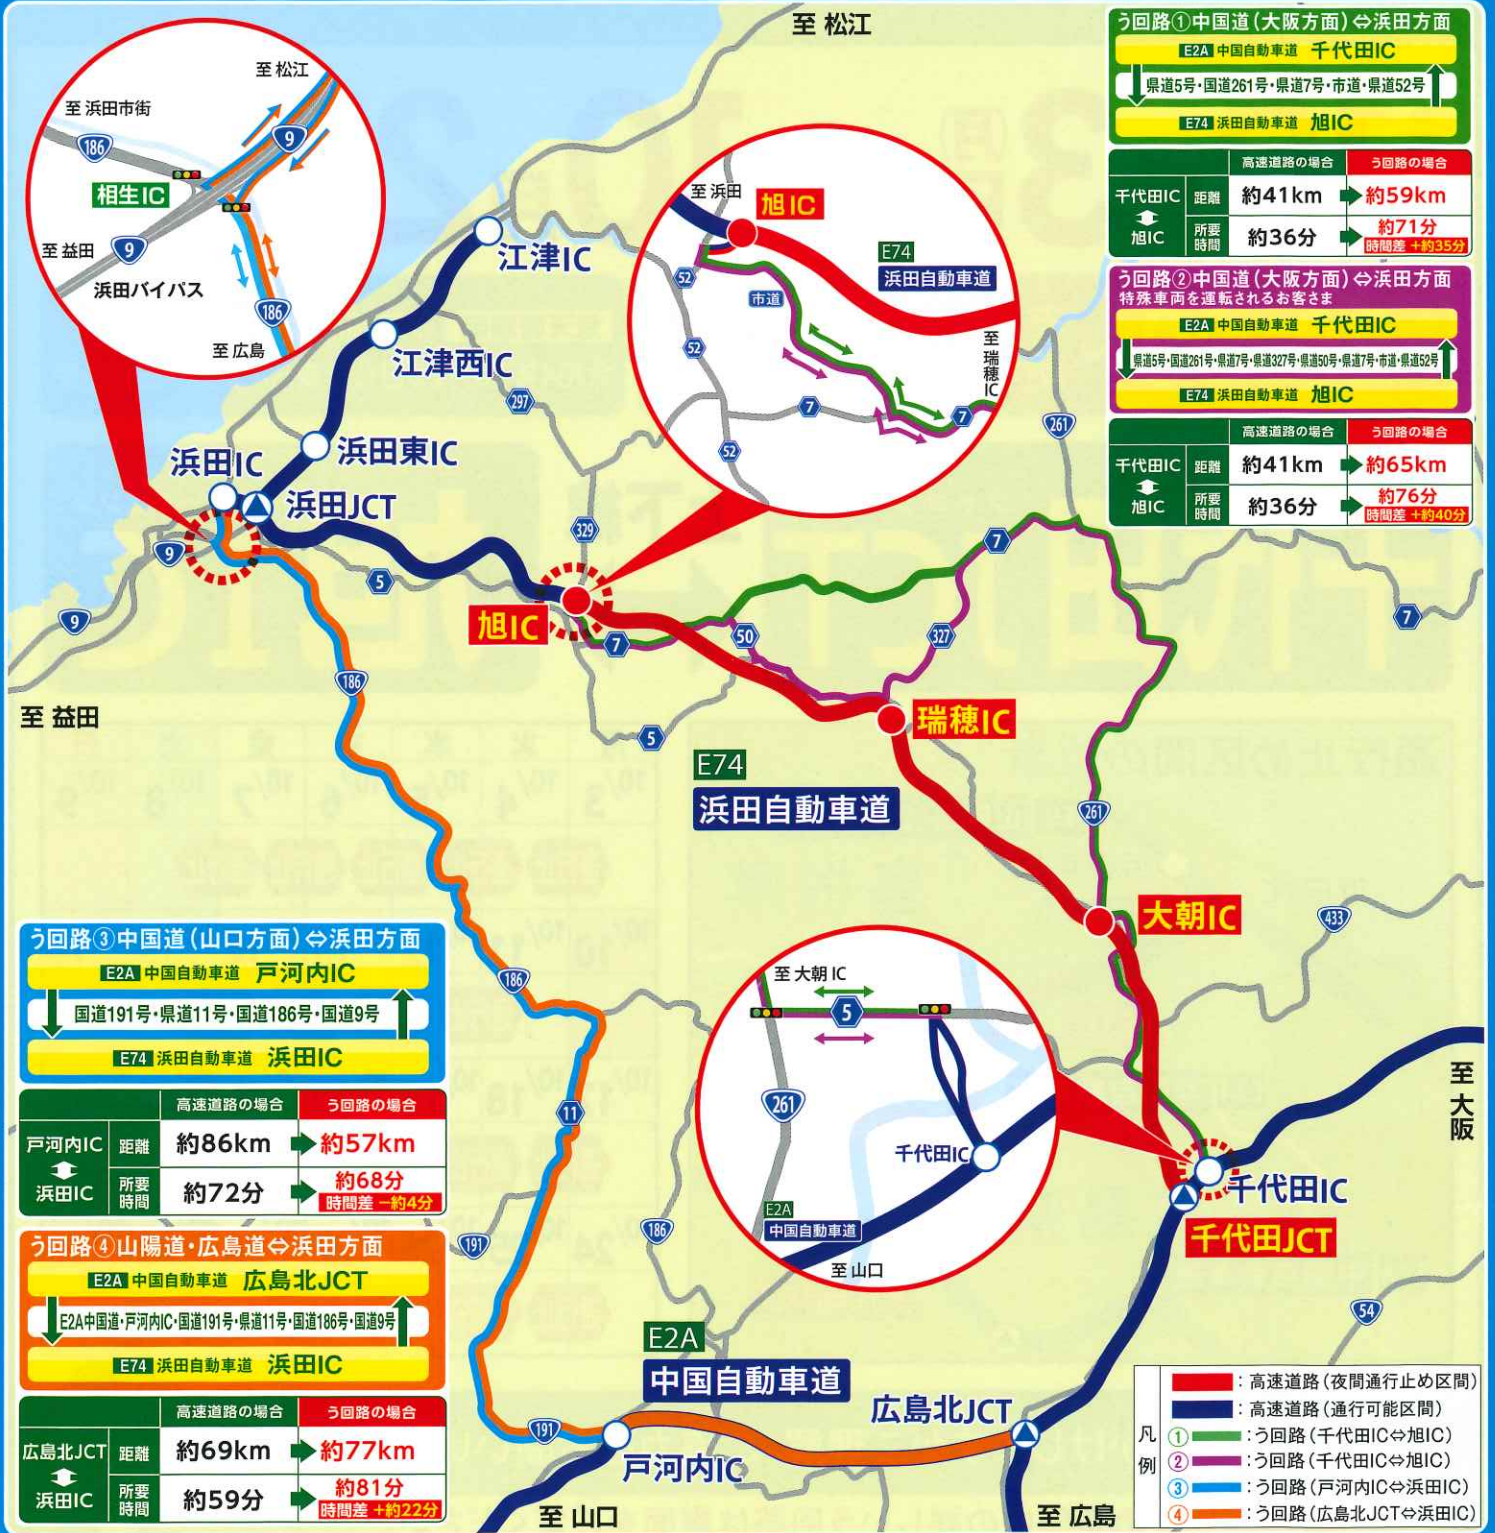 至 松江
至 松江
至 浜田市街
186
9
相生IC
至 益田
9
浜田バイパス
186
至 広島
江津IC
江津西IC
297
浜田東IC
浜田IC
浜田JCT
9
5
9
至 益田
186
329
旭IC
7
至 浜田
旭IC
52
E74
浜田自動車道
市道
52
至 瑞穂IC
7
7
52
7
261
50
327
7
瑞穂IC
5
E74
浜田自動車道
261
大朝IC
433
至 大朝IC
5
261
千代田IC
E2A
中国自動車道
至 山口
至 大阪
千代田IC
千代田JCT
186
11
186
191
191
54
E2A
中国自動車道
広島北JCT
戸河内IC
至 山口
至 広島
う回路①中国道(大阪方面)⇔浜田方面
E2A 中国自動車道 千代田IC
県道5号・国道261号・県道7号・市道・県道52号
E74 浜田自動車道 旭IC
高速道路の場合 う回路の場合
千代田IC 旭IC
距離 約41km 約59km
所要時間 約36分 約71分
時間差 +約35分
う回路②中国道(大阪方面)⇔浜田方面
特殊車両を運転されるお客さま
E2A 中国自動車道 千代田IC
県道5号・国道261号・県道7号・県道327号・県道50号・県道7号・市道・県道52号
E74 浜田自動車道 旭IC
高速道路の場合 う回路の場合
千代田IC 旭IC
距離 約41km 約65km
所要時間 約36分 約76分
時間差 +約40分
う回路③中国道(山口方面)⇔浜田方面
E2A 中国自動車道 戸河内IC
国道191号・県道11号・国道186号・国道9号
E74 浜田自動車道 浜田IC
高速道路の場合 う回路の場合
戸河内IC 浜田IC
距離 約86km 約57km
所要時間 約72分 約68分
時間差 −約4分
う回路④山陽道・広島道⇔浜田方面
E2A 中国自動車道 広島北JCT
E2A中国道・戸河内IC・国道191号・県道11号・国道186号・国道9号
E74 浜田自動車道 浜田IC
高速道路の場合 う回路の場合
広島北JCT 浜田IC
距離 約69km 約77km
所要時間 約59分 約81分
時間差 +約22分
凡例
:高速道路(夜間通行止め区間)
:高速道路(通行可能区間)
① :う回路(千代田IC⇔旭IC)
② :う回路(千代田IC⇔旭IC)
③ :う回路(戸河内IC⇔浜田IC)
④ :う回路(広島北JCT⇔浜田IC)